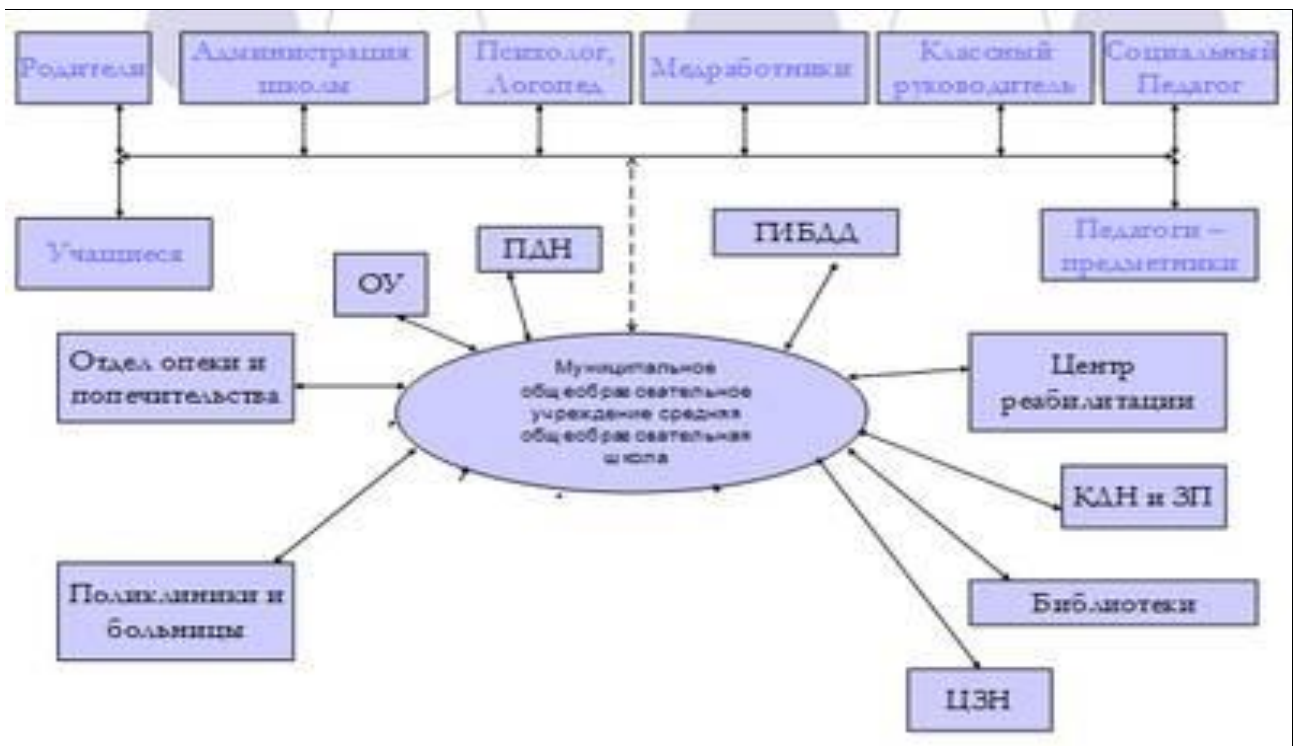 Родители
Администрация
школы
Психолог,
Логопед
Медработники
Классный
руководитель
Социальный
Педагог
Учащиеся
ПДН
ГИБДД
Педагоги –
предметники
ОУ
Отдел опеки и
попечительства
Муниципальное
общеобразовательное
учреждение средняя
общеобразовательная
школа
Центр
реабилитации
КДН и ЗП
Поликлиники и
больницы
Библиотеки
ЦЗН